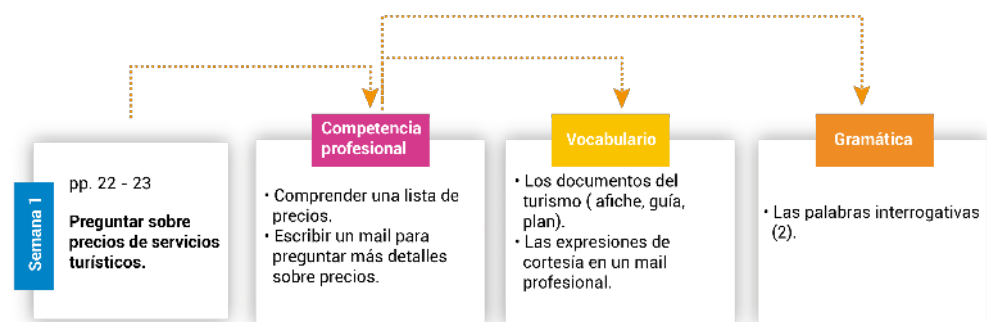 Semana 1
pp. 22 - 23
Preguntar sobre
precios de servicios
turísticos.
Competencia
profesional
• Comprender una lista de
precios.
• Escribir un mail para
preguntar más detalles
sobre precios.
Vocabulario
• Los documentos del
turismo ( afiche, guía,
plan).
• Las expresiones de
cortesía en un mail
profesional.
Gramática
• Las palabras interrogativas
(2).